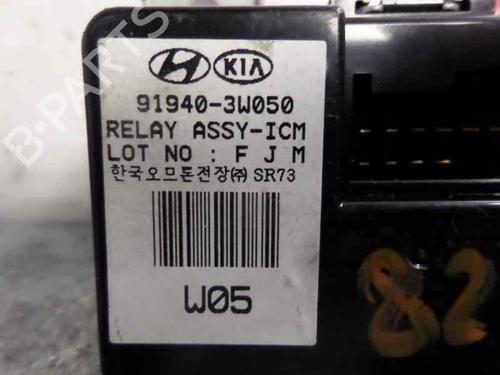 KIA
91940-3W050
RELAY ASSY-ICM
LOT NO : F J M
한국오므론전장㈜ SR73
W05
82
B-PARTS